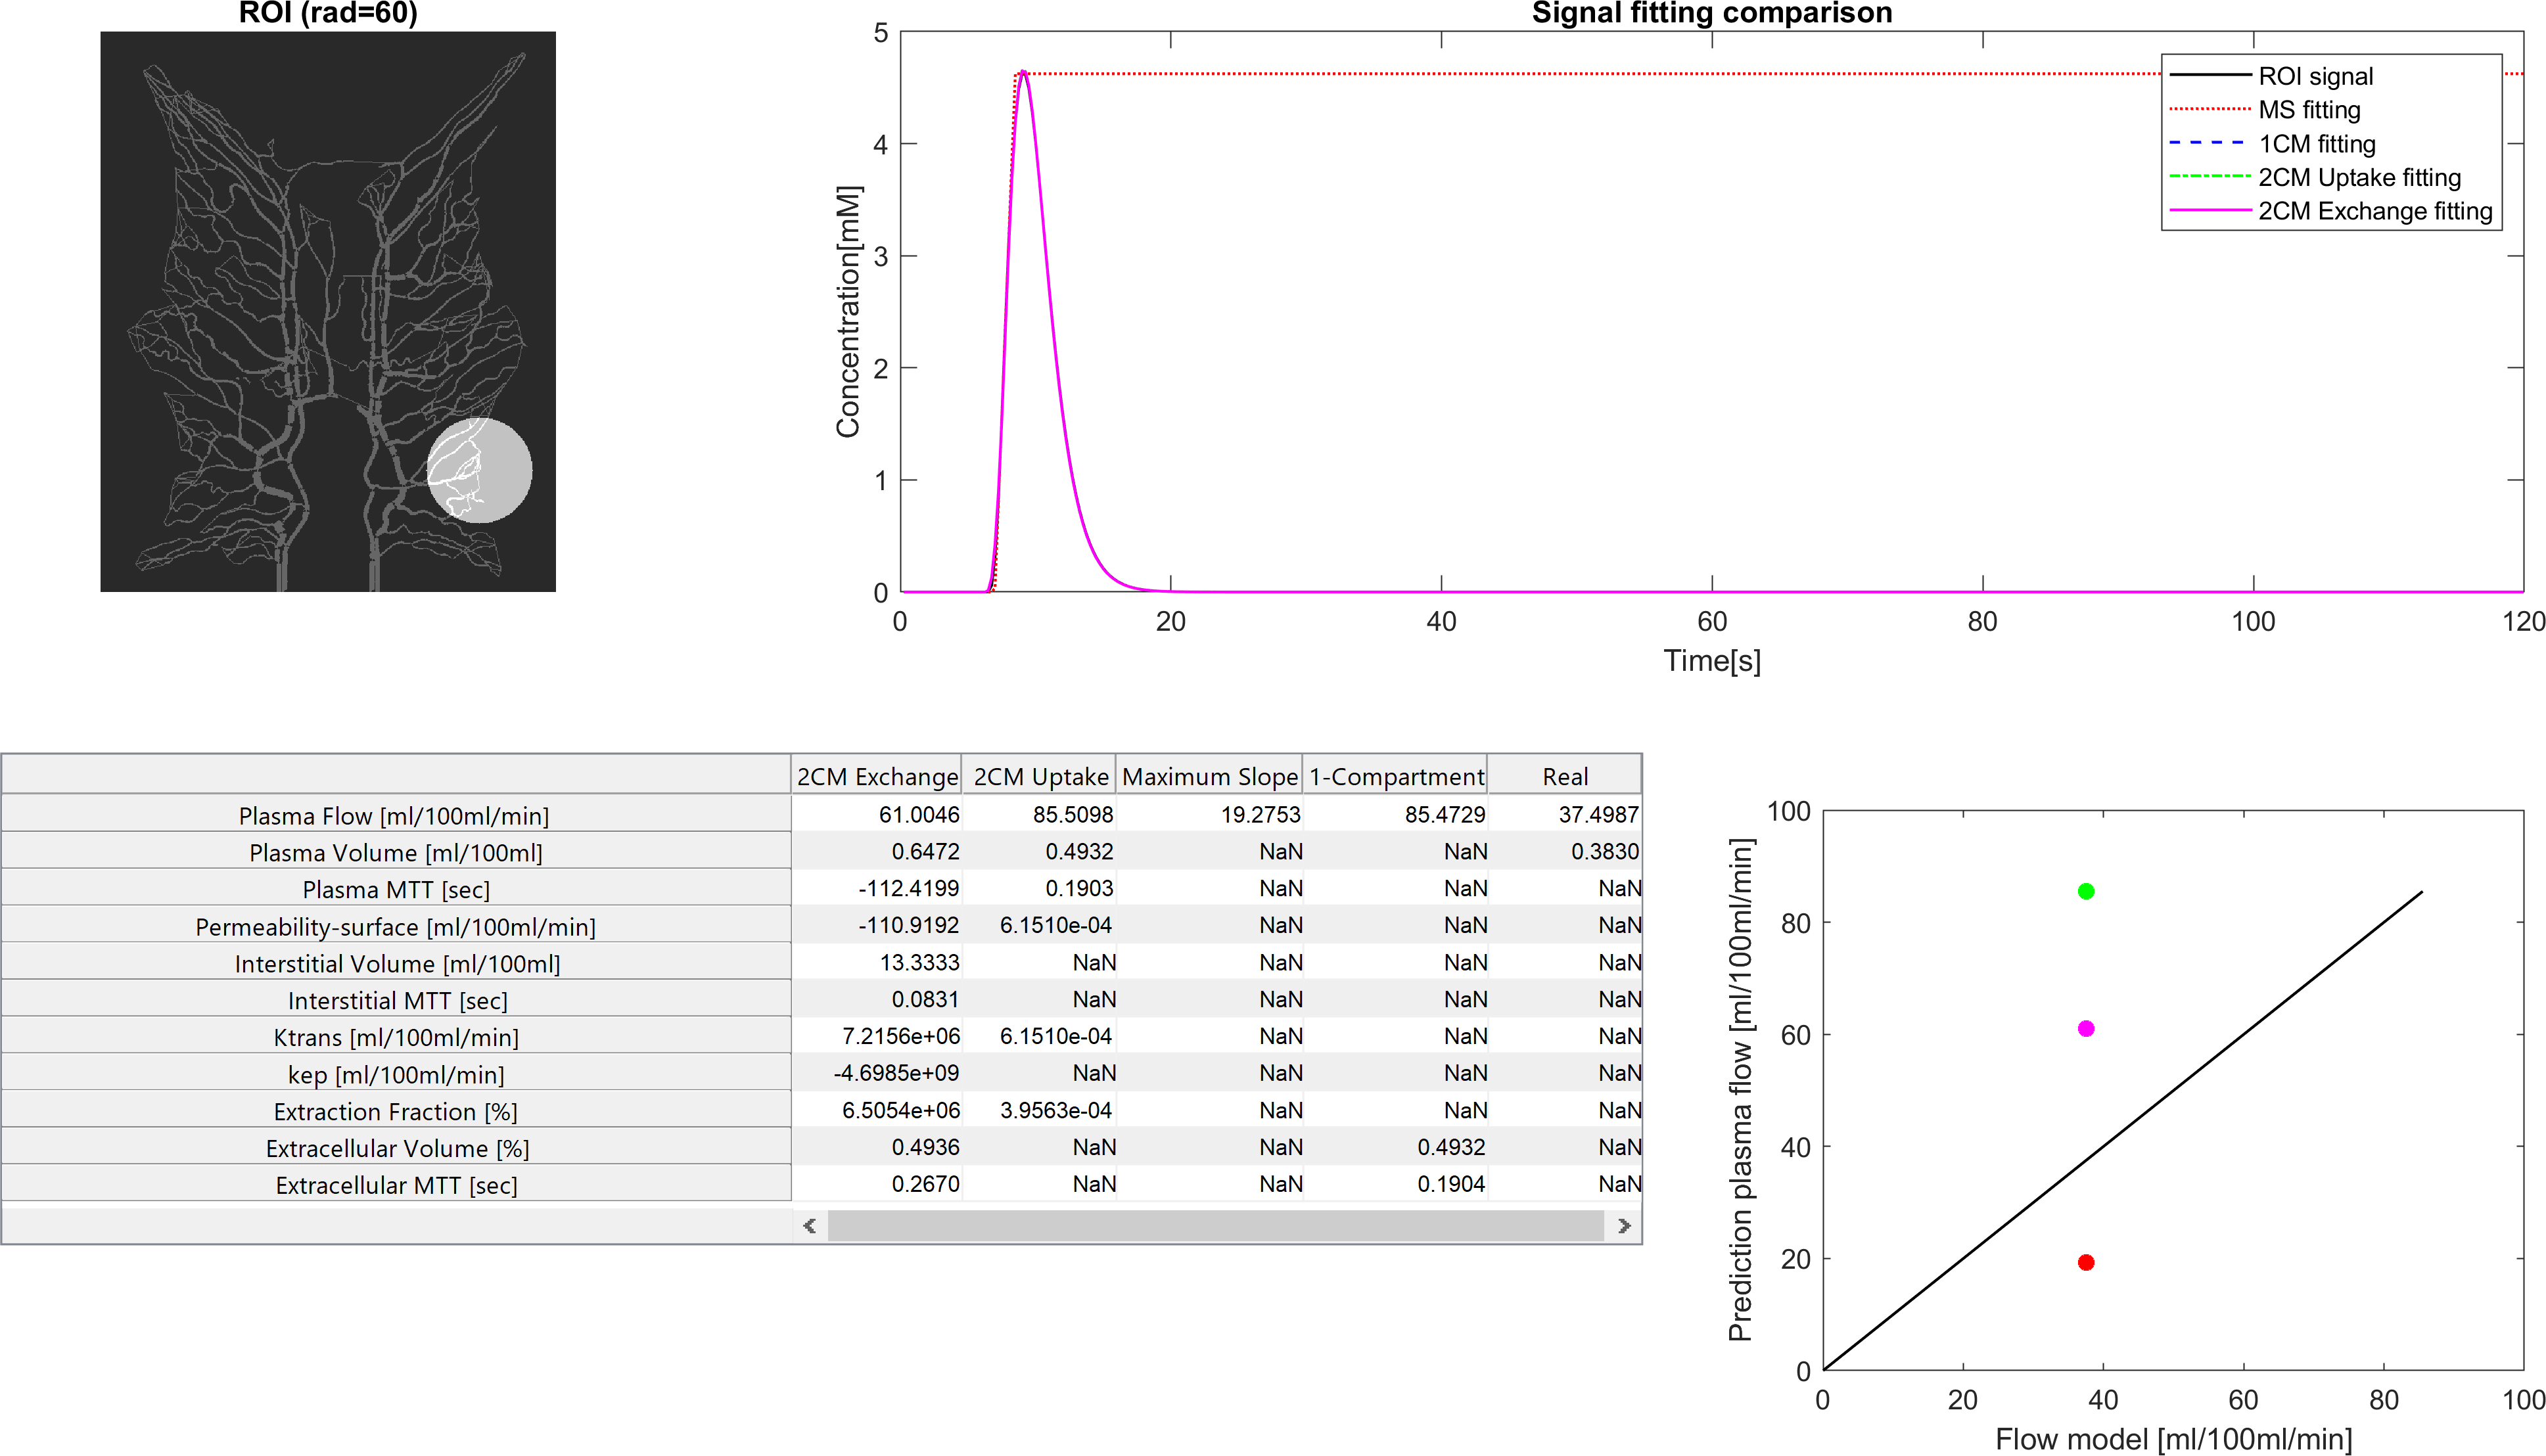 ROI (rad=60)
Signal fitting comparison
Concentration[mM]
5
4
3
2
1
0
0 20 40 60 80 100 120
Time[s]
ROI signal
MS fitting
1CM fitting
2CM Uptake fitting
2CM Exchange fitting
2CM Exchange 2CM Uptake Maximum Slope 1-Compartment Real
Plasma Flow [ml/100ml/min] 61.0046 85.5098 19.2753 85.4729 37.4987
Plasma Volume [ml/100ml] 0.6472 0.4932 NaN NaN 0.3830
Plasma MTT [sec] -112.4199 0.1903 NaN NaN NaN
Permeability-surface [ml/100ml/min] -110.9192 6.1510e-04 NaN NaN NaN
Interstitial Volume [ml/100ml] 13.3333 NaN NaN NaN NaN
Interstitial MTT [sec] 0.0831 NaN NaN NaN NaN
Ktrans [ml/100ml/min] 7.2156e+06 6.1510e-04 NaN NaN NaN
kep [ml/100ml/min] -4.6985e+09 NaN NaN NaN NaN
Extraction Fraction [%] 6.5054e+06 3.9563e-04 NaN NaN NaN
Extracellular Volume [%] 0.4936 NaN NaN 0.4932 NaN
Extracellular MTT [sec] 0.2670 NaN NaN 0.1904 NaN
Prediction plasma flow [ml/100ml/min]
100
80
60
40
20
0
0 20 40 60 80 100
Flow model [ml/100ml/min]